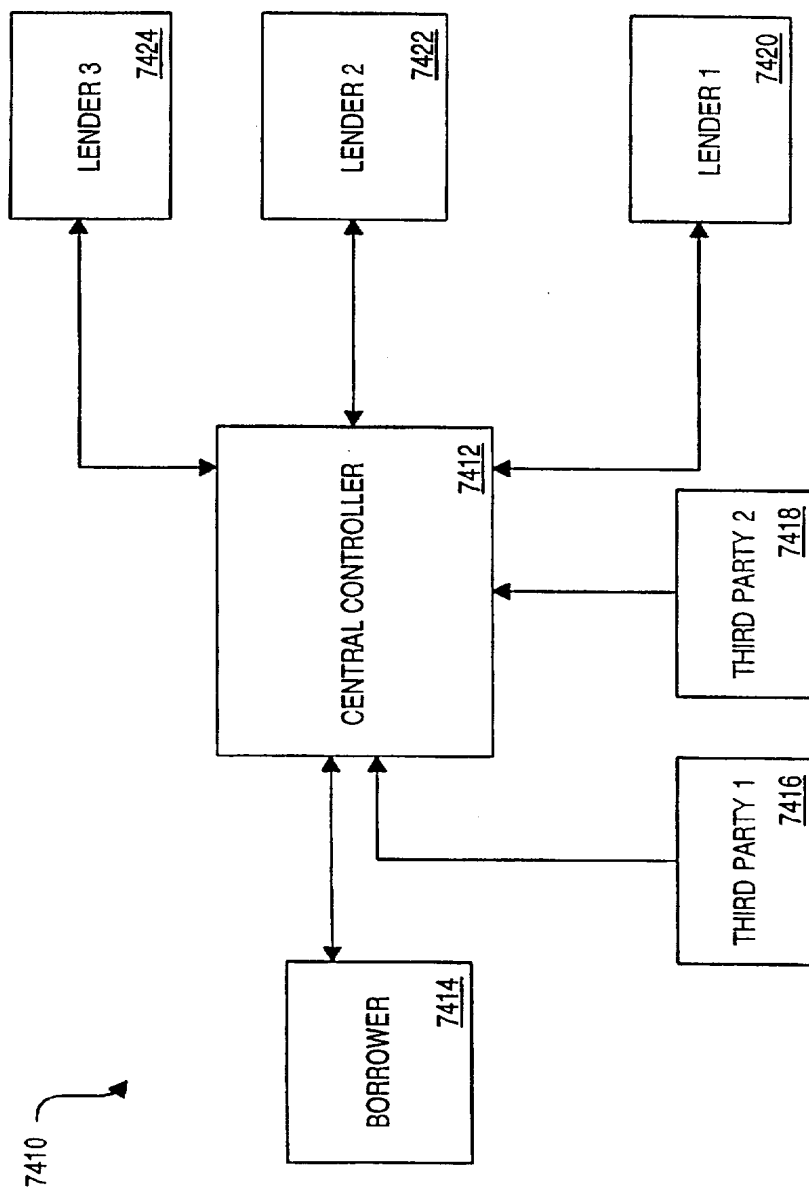 7410
BORROWER
7414
CENTRAL CONTROLLER
7412
LENDER 3
7424
LENDER 2
7422
LENDER 1
7420
THIRD PARTY 1
7416
THIRD PARTY 2
7418